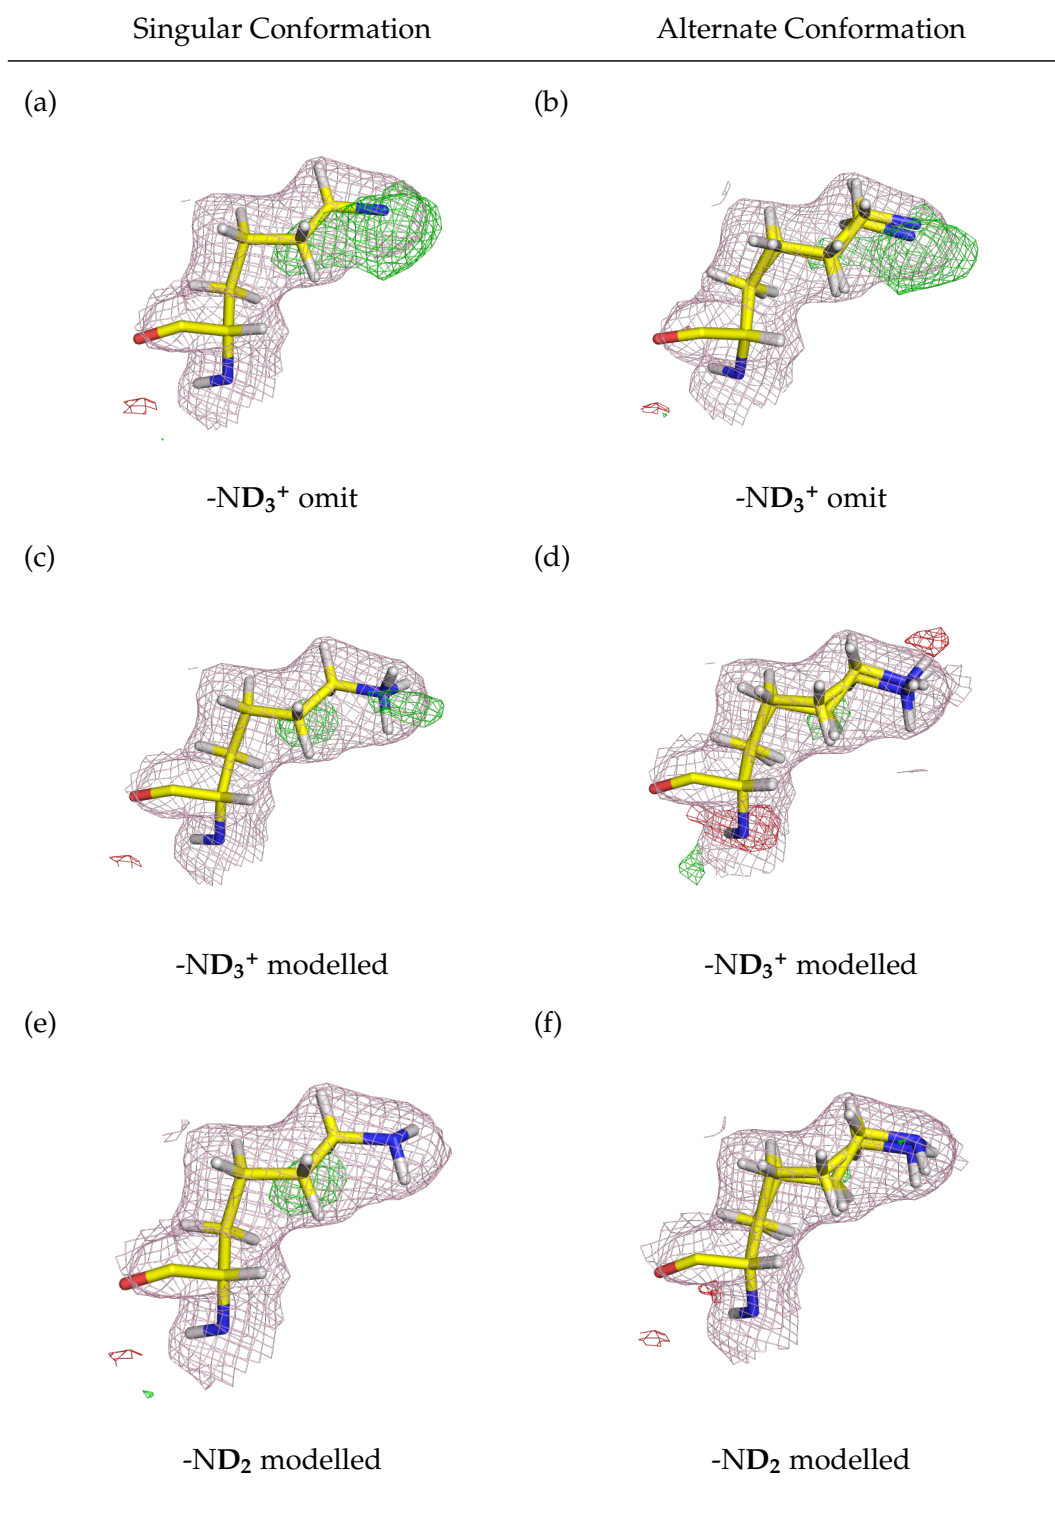 Singular Conformation Alternate Conformation
(a) (b)
-ND₃⁺ omit -ND₃⁺ omit
(c) (d)
-ND₃⁺ modelled -ND₃⁺ modelled
(e) (f)
-ND₂ modelled -ND₂ modelled